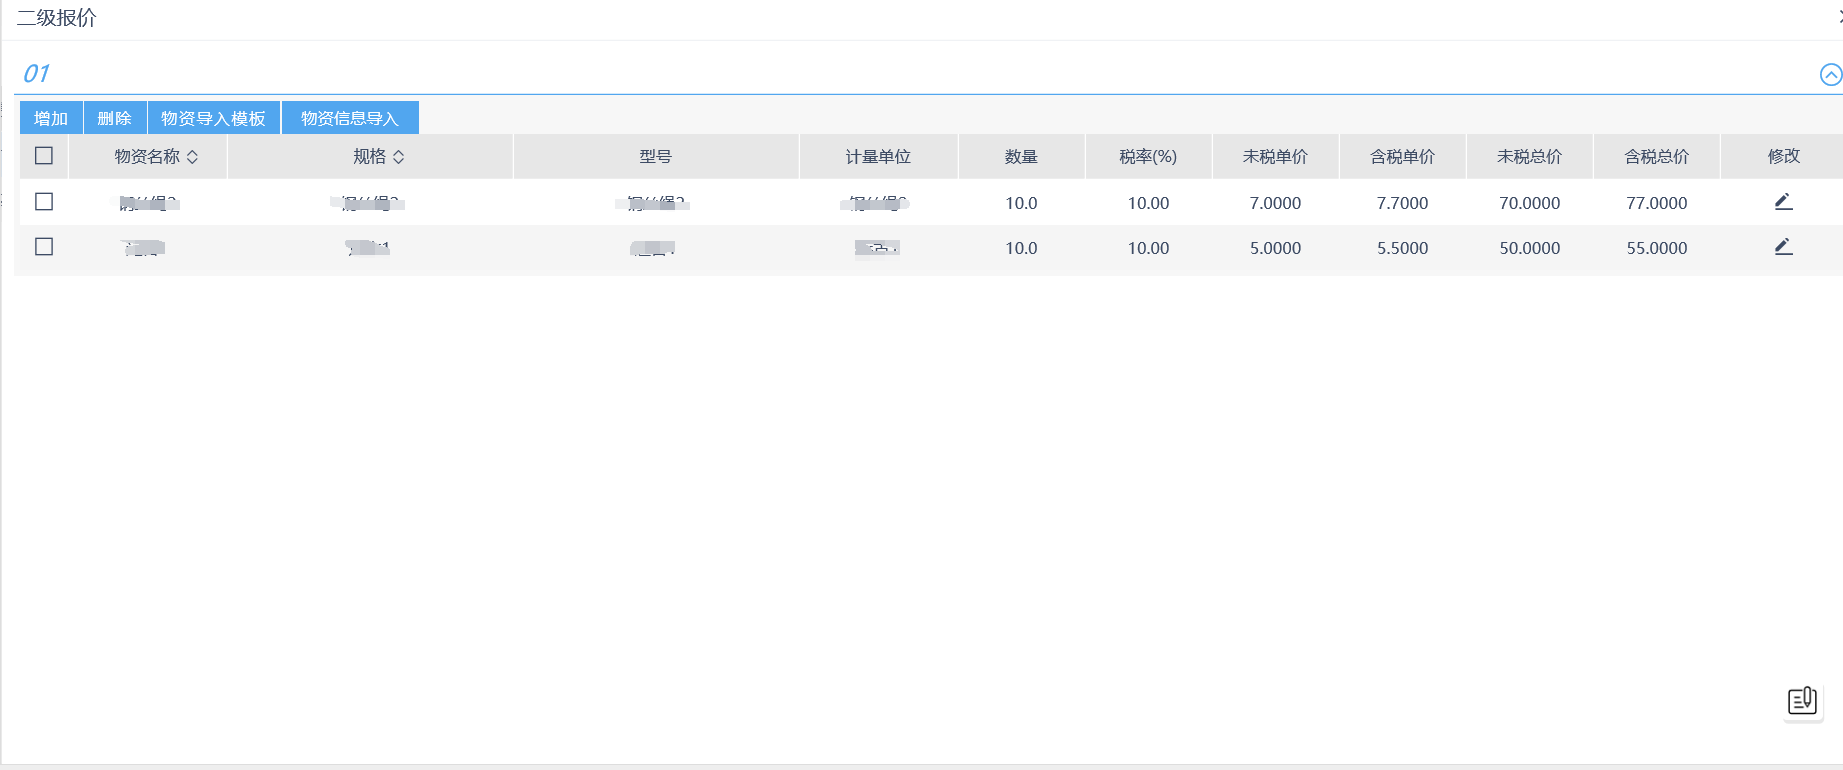 二级报价
01
增加 删除 物资导入模板 物资信息导入
物资名称 规格 型号 计量单位 数量 税率(%) 未税单价 含税单价 未税总价 含税总价 修改
10.0 10.00 7.0000 7.7000 70.0000 77.0000
10.0 10.00 5.0000 5.5000 50.0000 55.0000